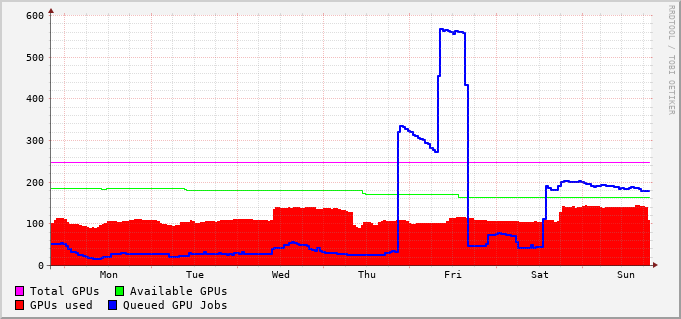 600
500
400
300
200
100
0
Mon Tue Wed Thu Fri Sat Sun
Total GPUs Available GPUs
GPUs used Queued GPU Jobs
RRDTOOL / TOBI OETIKER